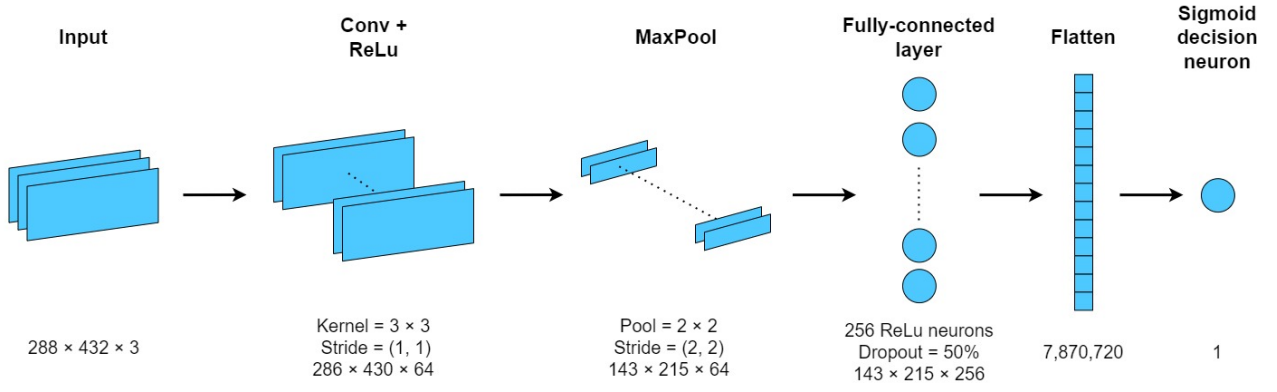 Input
Conv +
ReLu
MaxPool
Fully-connected
layer
Flatten
Sigmoid
decision
neuron
288 × 432 × 3
Kernel = 3 × 3
Stride = (1, 1)
286 × 430 × 64
Pool = 2 × 2
Stride = (2, 2)
143 × 215 × 64
256 ReLu neurons
Dropout = 50%
143 × 215 × 256
7,870,720
1